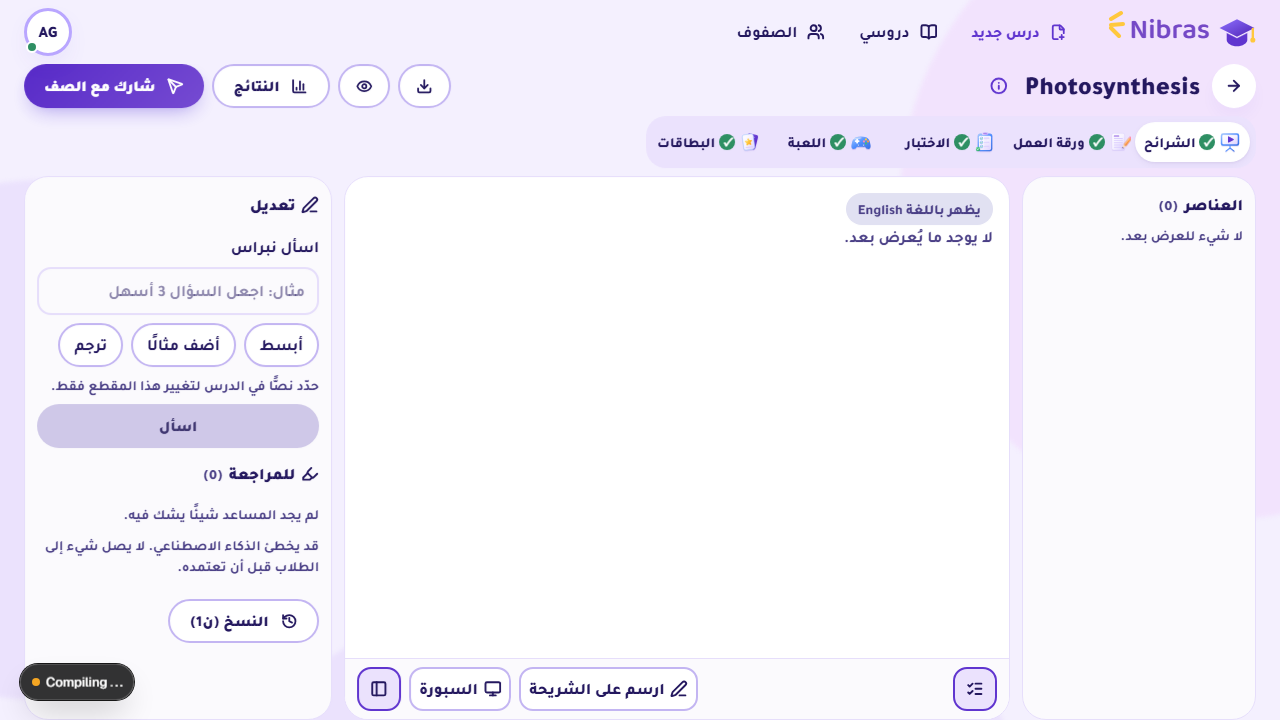 Nibras
درس جديد
دروسي
الصفوف
AG
Photosynthesis
النتائج
شارك مع الصف
الشرائح
ورقة العمل
الاختبار
اللعبة
البطاقات
العناصر (0)
لا شيء للعرض بعد.
يظهر باللغة English
لا يوجد ما يُعرض بعد.
ارسم على الشريحة
السبورة
تعديل
اسأل نبراس
مثال: اجعل السؤال 3 أسهل
أبسط
أضف مثالًا
ترجم
حدّد نصًّا في الدرس لتغيير هذا المقطع فقط.
اسأل
للمراجعة (0)
لم يجد المساعد شيئًا يشك فيه.
قد يخطئ الذكاء الاصطناعي. لا يصل شيء إلى
الطلاب قبل أن تعتمده.
النسخ (ن1)
Compiling ...